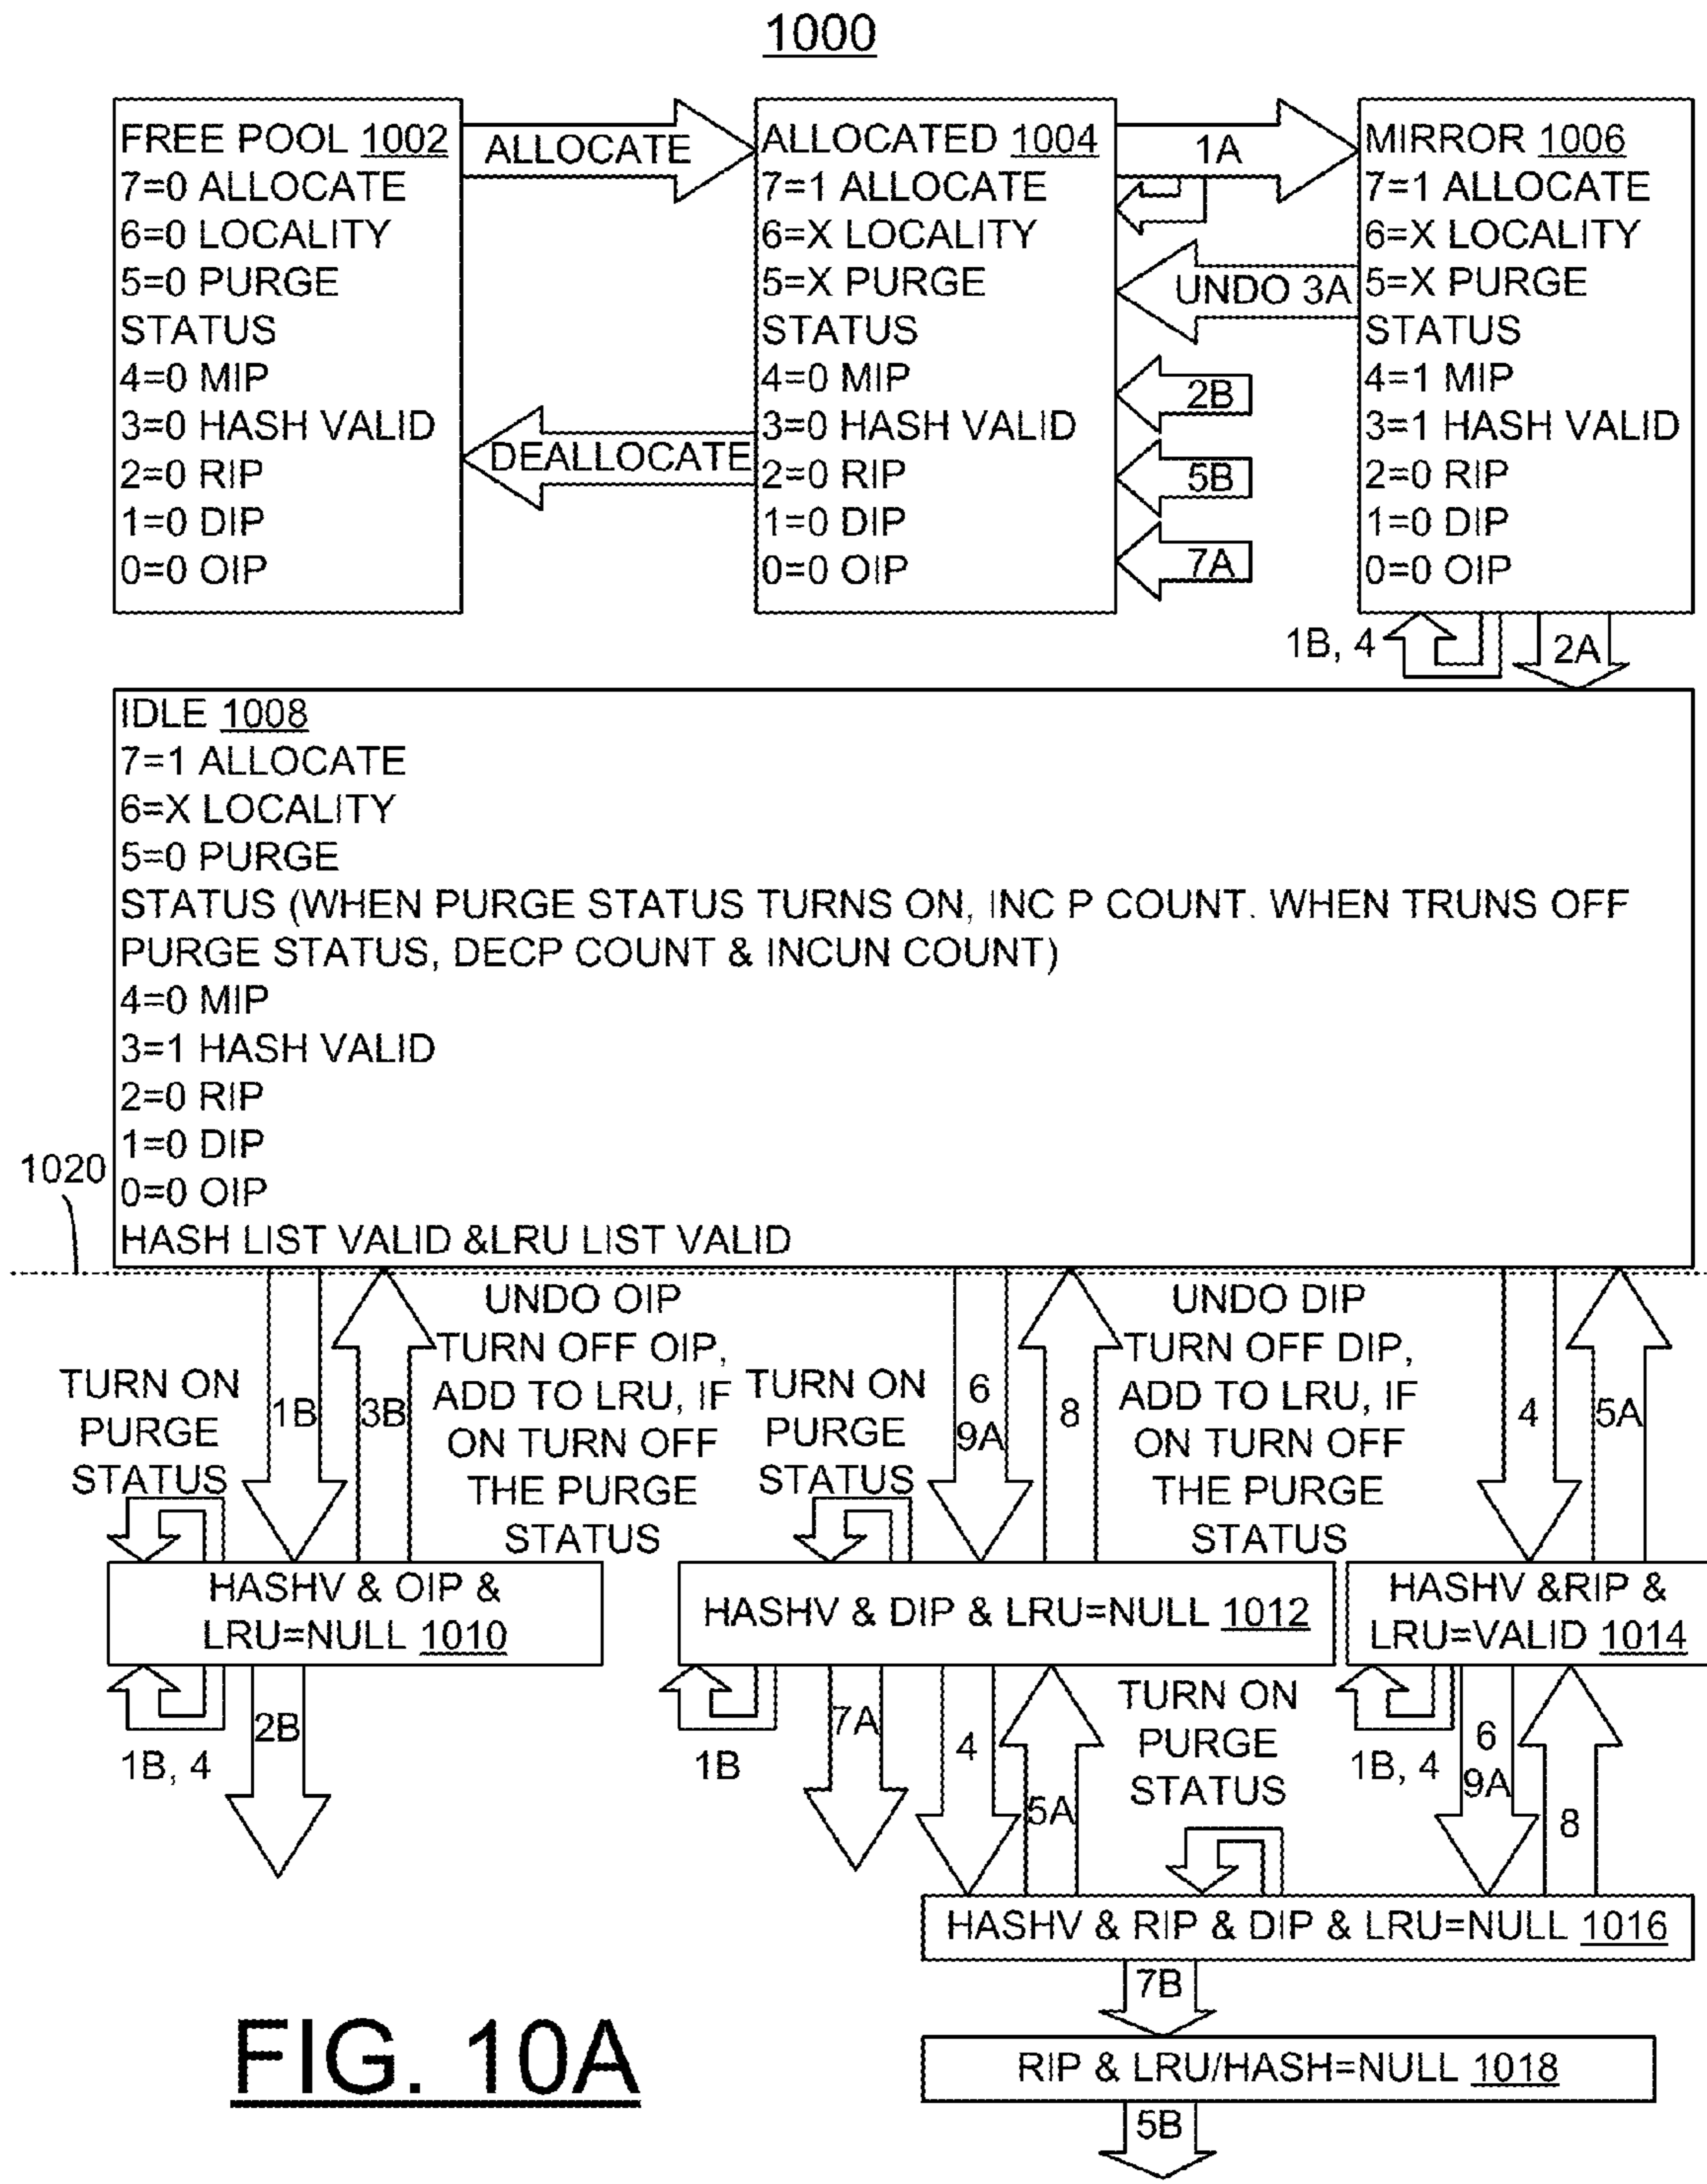 1000
FREE POOL 1002
7=0 ALLOCATE
6=0 LOCALITY
5=0 PURGE
STATUS
4=0 MIP
3=0 HASH VALID
2=0 RIP
1=0 DIP
0=0 OIP
ALLOCATE
DEALLOCATE
ALLOCATED 1004
7=1 ALLOCATE
6=X LOCALITY
5=X PURGE
STATUS
4=0 MIP
3=0 HASH VALID
2=0 RIP
1=0 DIP
0=0 OIP
1A
UNDO 3A
2B
5B
7A
MIRROR 1006
7=1 ALLOCATE
6=X LOCALITY
5=X PURGE
STATUS
4=1 MIP
3=1 HASH VALID
2=0 RIP
1=0 DIP
0=0 OIP
1B, 4
2A
IDLE 1008
7=1 ALLOCATE
6=X LOCALITY
5=0 PURGE
STATUS (WHEN PURGE STATUS TURNS ON, INC P COUNT. WHEN TRUNS OFF
PURGE STATUS, DECP COUNT & INCUN COUNT)
4=0 MIP
3=1 HASH VALID
2=0 RIP
1=0 DIP
0=0 OIP
HASH LIST VALID &LRU LIST VALID
1020
TURN ON
PURGE
STATUS
1B
3B
UNDO OIP
TURN OFF OIP,
ADD TO LRU, IF
ON TURN OFF
THE PURGE
STATUS
TURN ON
PURGE
STATUS
6
9A
8
UNDO DIP
TURN OFF DIP,
ADD TO LRU, IF
ON TURN OFF
THE PURGE
STATUS
4
5A
HASHV & OIP &
LRU=NULL 1010
HASHV & DIP & LRU=NULL 1012
HASHV &RIP &
LRU=VALID 1014
1B, 4
2B
1B
7A
4
5A
TURN ON
PURGE
STATUS
1B, 4
6
9A
8
HASHV & RIP & DIP & LRU=NULL 1016
7B
RIP & LRU/HASH=NULL 1018
5B
FIG. 10A